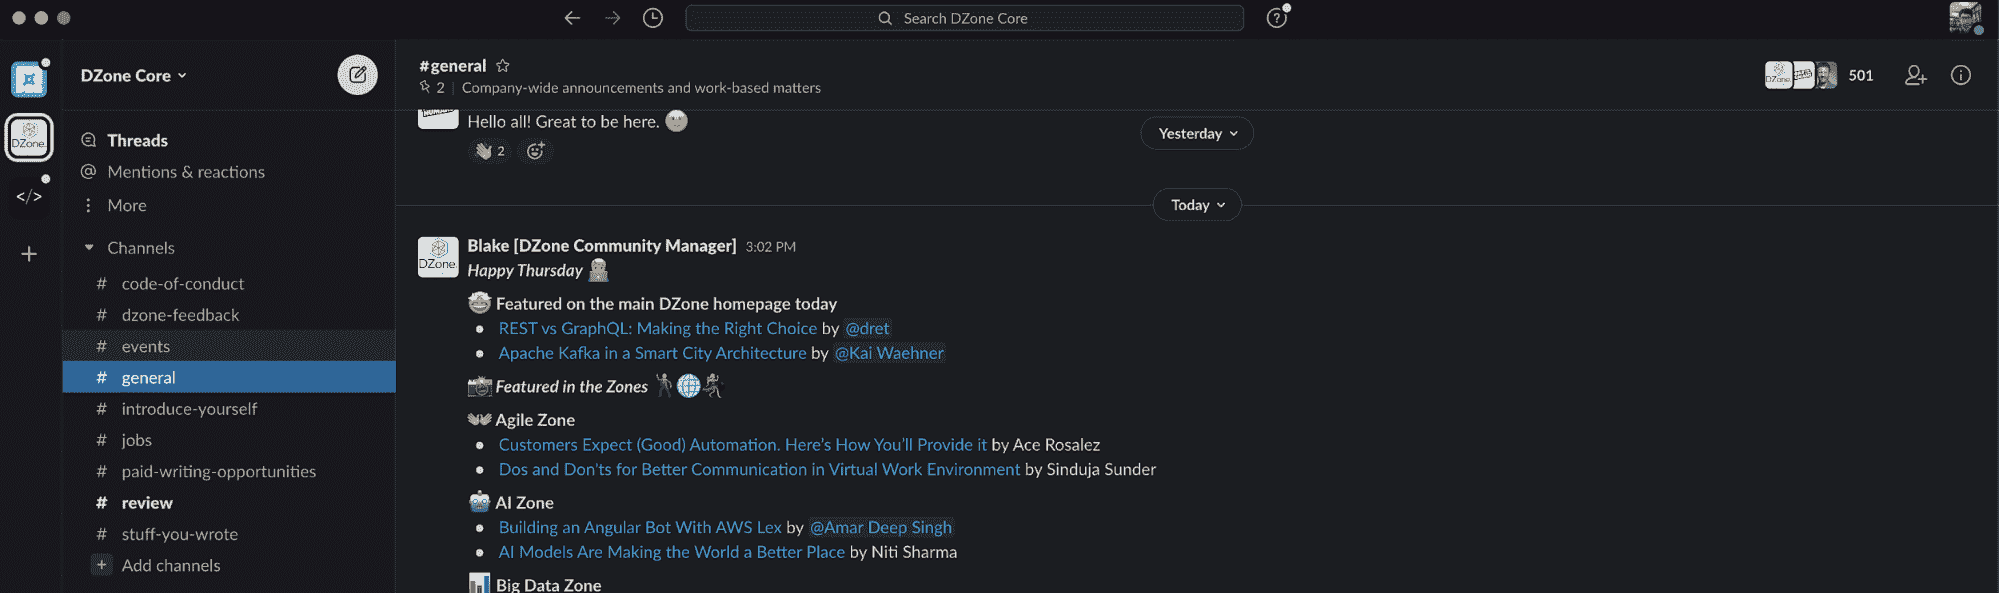 Search DZone Core
DZone Core
#general
2 | Company-wide announcements and work-based matters
501
DZone.
Threads
Mentions & reactions
More
Channels
# code-of-conduct
# dzone-feedback
# events
# general
# introduce-yourself
# jobs
# paid-writing-opportunities
# review
# stuff-you-wrote
+ Add channels
Hello all! Great to be here.
2
Yesterday
Today
DZone.
Blake [DZone Community Manager] 3:02 PM
Happy Thursday
Featured on the main DZone homepage today
• REST vs GraphQL: Making the Right Choice by @dret
• Apache Kafka in a Smart City Architecture by @Kai Waehner
Featured in the Zones
Agile Zone
• Customers Expect (Good) Automation. Here's How You'll Provide it by Ace Rosalez
• Dos and Don'ts for Better Communication in Virtual Work Environment by Sinduja Sunder
AI Zone
• Building an Angular Bot With AWS Lex by @Amar Deep Singh
• AI Models Are Making the World a Better Place by Niti Sharma
Big Data Zone